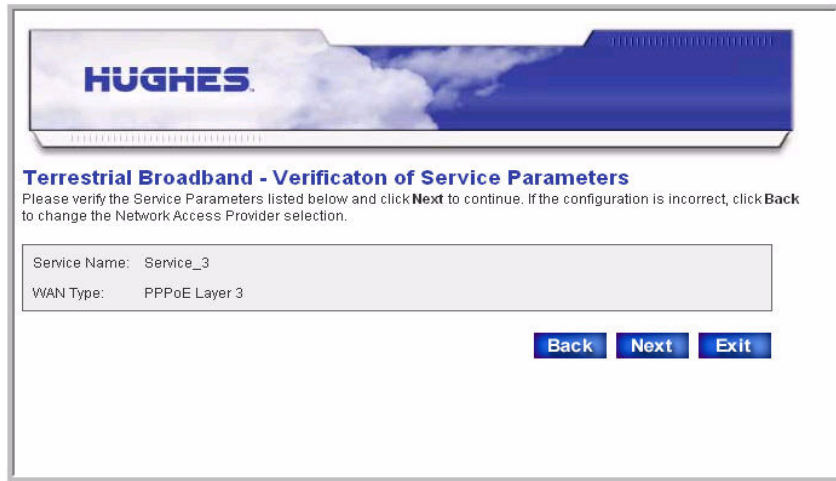 HUGHES.
Terrestrial Broadband - Verificaton of Service Parameters
Please verify the Service Parameters listed below and click Next to continue. If the configuration is incorrect, click Back
to change the Network Access Provider selection.
Service Name: Service_3
WAN Type: PPPoE Layer 3
Back Next Exit